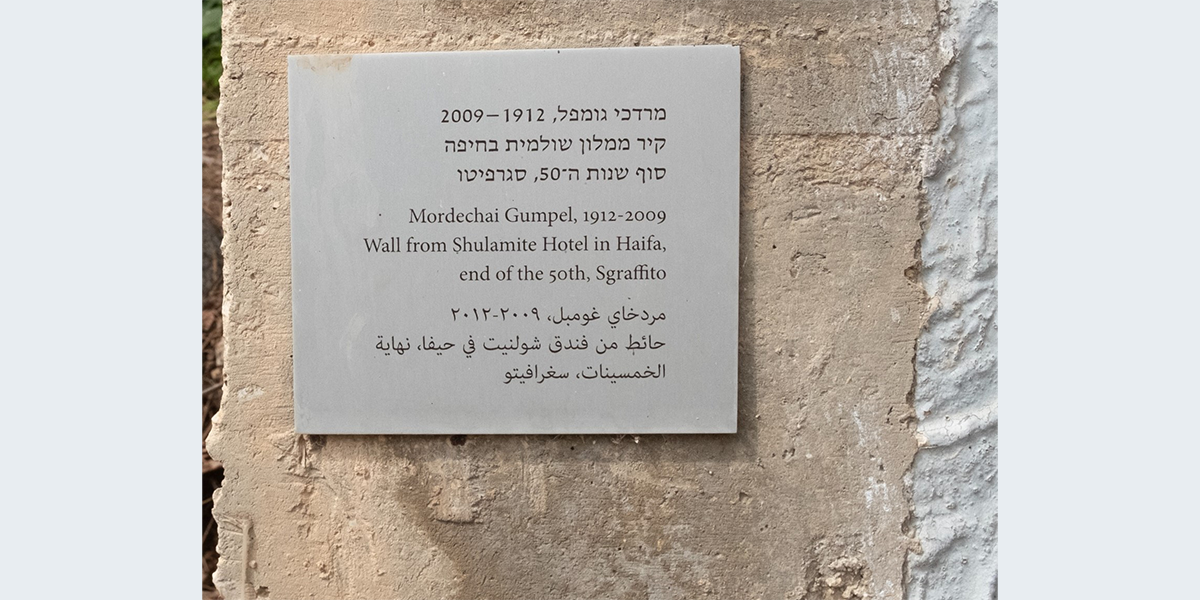 מרדכי גומפל, 1912–2009
קיר ממלון שולמית בחיפה
סוף שנות ה־50, סגרפיטו
Mordechai Gumpel, 1912-2009
Wall from Shulamite Hotel in Haifa,
end of the 50th, Sgraffito
مردخاي غومبل، ٢٠٠٩-٢٠١٢
حائط من فندق شولنيت في حيفا، نهاية
الخمسينات، سغرافيتو